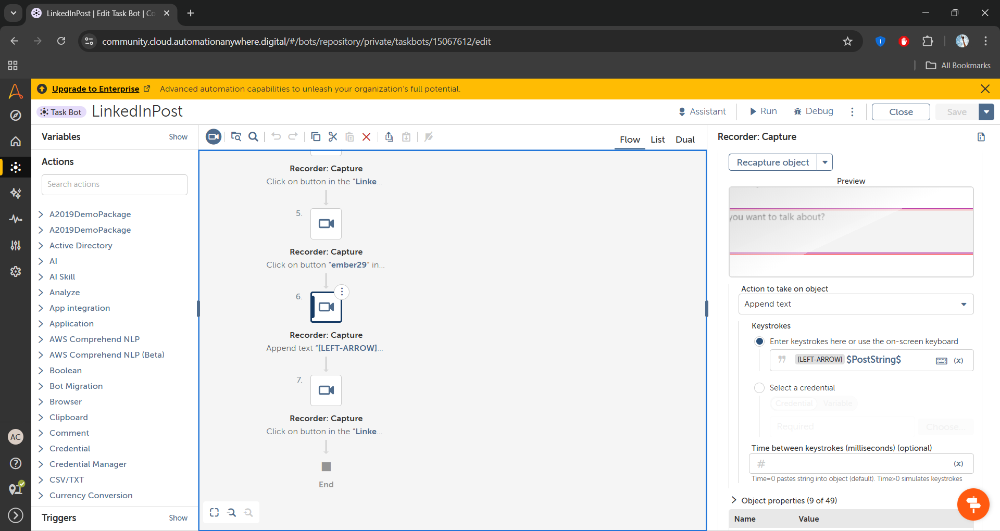 LinkedInPost | Edit Task Bot | Co
community.cloud.automationanywhere.digital/#/bots/repository/private/taskbots/15067612/edit
All Bookmarks
Upgrade to Enterprise
Advanced automation capabilities to unleash your organization's full potential.
Task Bot
LinkedInPost
Assistant
Run
Debug
Close
Save
Variables
Show
Actions
Search actions
A2019DemoPackage
A2019DemoPackage
Active Directory
AI
AI Skill
Analyze
App integration
Application
AWS Comprehend NLP
AWS Comprehend NLP (Beta)
Boolean
Bot Migration
Browser
Clipboard
Comment
Credential
Credential Manager
CSV/TXT
Currency Conversion
Triggers
Show
AC
Flow
List
Dual
Recorder: Capture
Click on button in the “Linke...
5.
Recorder: Capture
Click on button “ember29” in...
6.
Recorder: Capture
Append text “[LEFT-ARROW]...
7.
Recorder: Capture
Click on button in the “Linke...
End
Recorder: Capture
Recapture object
Preview
you want to talk about?
Action to take on object
Append text
Keystrokes
Enter keystrokes here or use the on-screen keyboard
[LEFT-ARROW] $PostString$
(x)
Select a credential
Credential
Variable
Required
Choose...
Time between keystrokes (milliseconds) (optional)
#
(x)
Time=0 pastes string into object (default). Time>0 simulates keystrokes
Object properties (9 of 49)
Name
Value